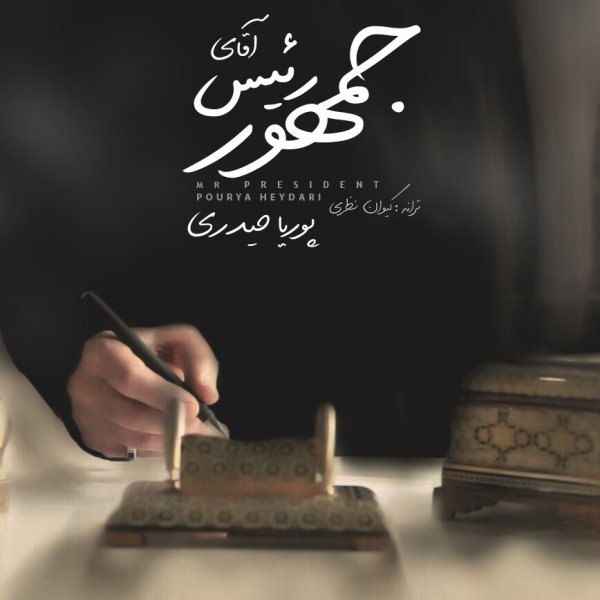 آقای
رئیس
جمهور
MR PRESIDENT
POURYA HEYDARI
ترانه : کیوان نظری
پوریا حیدری